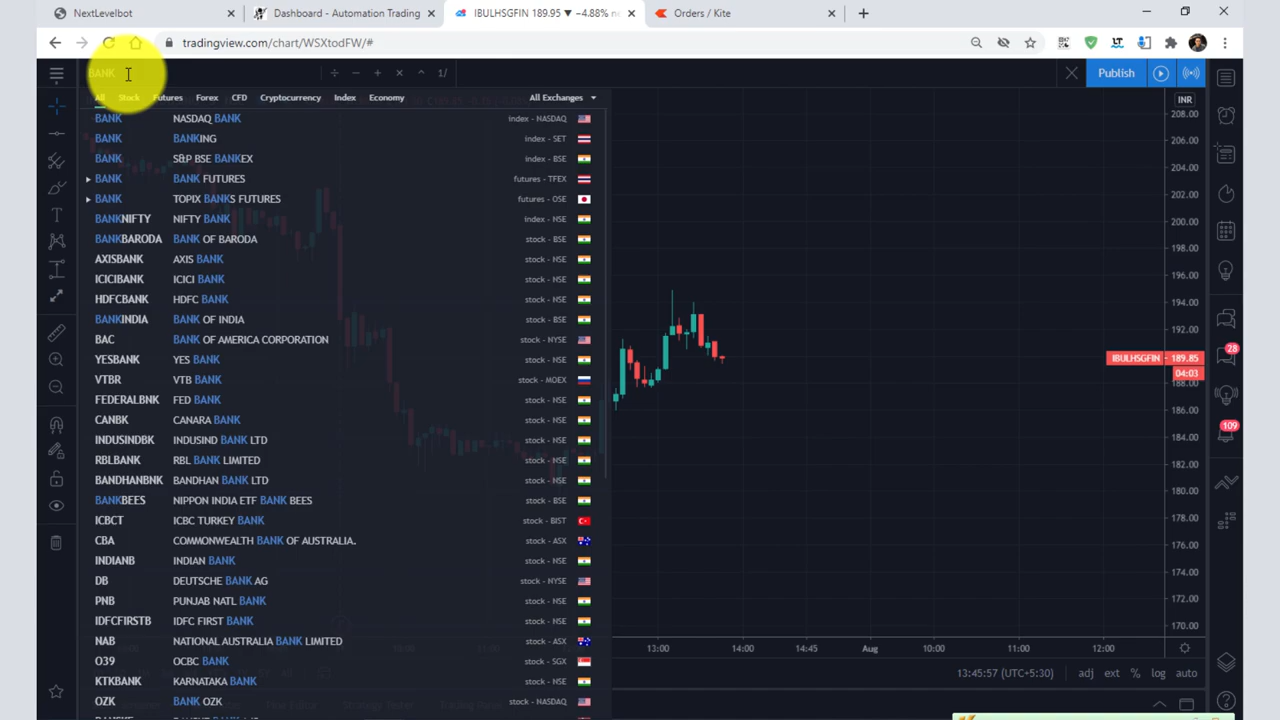 NextLevelbot
Dashboard - Automation Trading
IBULHSGFIN 189.95 ▼ −4.88%
Orders / Kite
tradingview.com/chart/WSXtodFW/#
BANK
1/
Publish
All Stock Futures Forex CFD Cryptocurrency Index Economy All Exchanges
INR
BANK NASDAQ BANK index - NASDAQ
BANK BANKING index - SET
BANK S&P BSE BANKEX index - BSE
BANK BANK FUTURES futures - TFEX
BANK TOPIX BANKS FUTURES futures - OSE
BANKNIFTY NIFTY BANK index - NSE
BANKBARODA BANK OF BARODA stock - BSE
AXISBANK AXIS BANK stock - NSE
ICICIBANK ICICI BANK stock - NSE
HDFCBANK HDFC BANK stock - NSE
BANKINDIA BANK OF INDIA stock - BSE
BAC BANK OF AMERICA CORPORATION stock - NYSE
YESBANK YES BANK stock - NSE
VTBR VTB BANK stock - MOEX
FEDERALBNK FED BANK stock - NSE
CANBK CANARA BANK stock - NSE
INDUSINDBK INDUSIND BANK LTD stock - NSE
RBLBANK RBL BANK LIMITED stock - NSE
BANDHANBNK BANDHAN BANK LTD stock - NSE
BANKBEES NIPPON INDIA ETF BANK BEES stock - BSE
ICBCT ICBC TURKEY BANK stock - BIST
CBA COMMONWEALTH BANK OF AUSTRALIA. stock - ASX
INDIANB INDIAN BANK stock - NSE
DB DEUTSCHE BANK AG stock - NYSE
PNB PUNJAB NATL BANK stock - NSE
IDFCFIRSTB IDFC FIRST BANK stock - NSE
NAB NATIONAL AUSTRALIA BANK LIMITED stock - ASX
O39 OCBC BANK stock - SGX
KTKBANK KARNATAKA BANK stock - NSE
OZK BANK OZK stock - NASDAQ
208.00
206.00
204.00
202.00
200.00
198.00
196.00
194.00
192.00
IBULHSGFIN 189.85
04:03
188.00
186.00
184.00
182.00
180.00
178.00
176.00
174.00
172.00
170.00
28
109
13:00 14:00 14:45 Aug 10:00 11:00 12:00
13:45:57 (UTC+5:30) adj ext % log auto